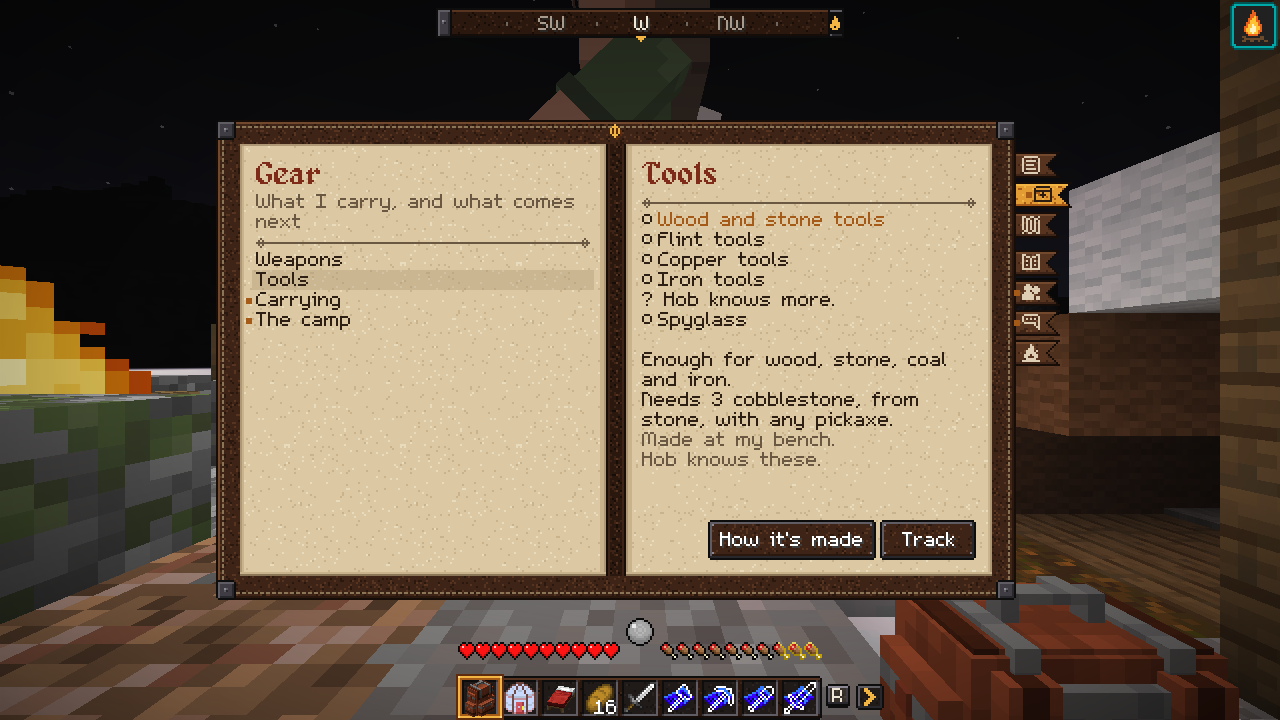 SW W NW
Gear
What I carry, and what comes
next
Weapons
Tools
Carrying
The camp
Tools
Wood and stone tools
Flint tools
Copper tools
Iron tools
? Hob knows more.
Spyglass
Enough for wood, stone, coal
and iron.
Needs 3 cobblestone, from
stone, with any pickaxe.
Made at my bench.
Hob knows these.
How it's made
Track
16
R